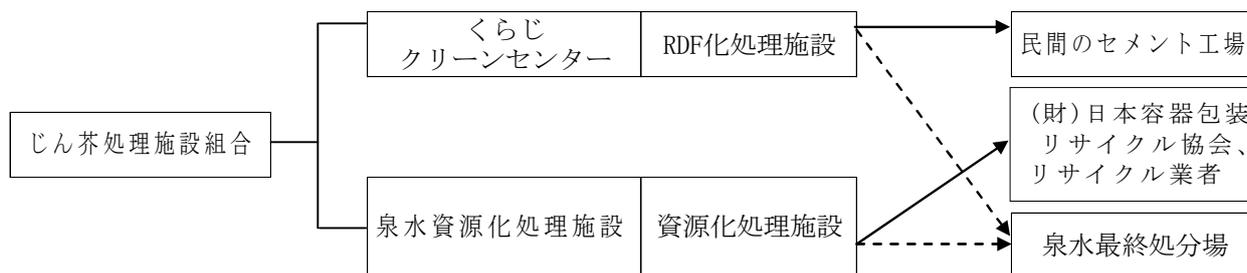 くらじ
クリーンセンター
RDF化処理施設
民間のセメント工場
じん芥処理施設組合
(財)日本容器包装
リサイクル協会、
リサイクル業者
泉水資源化処理施設
資源化処理施設
泉水最終処分場